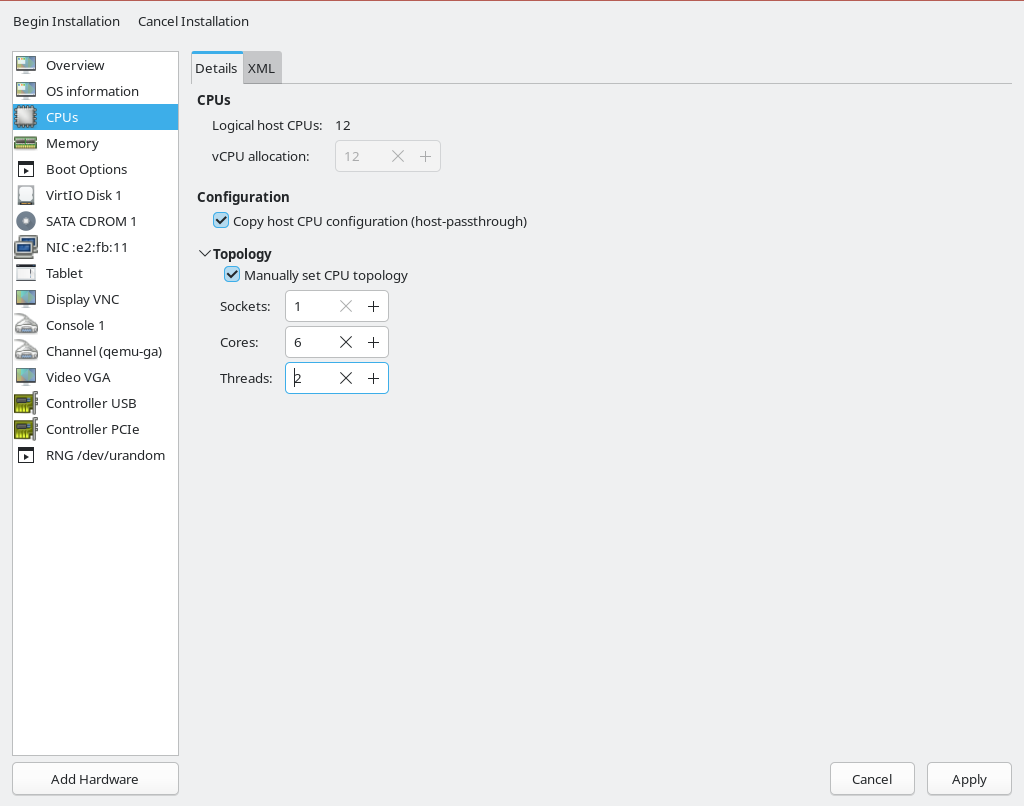 Begin Installation Cancel Installation
Overview
OS information
CPUs
Memory
Boot Options
VirtIO Disk 1
SATA CDROM 1
NIC :e2:fb:11
Tablet
Display VNC
Console 1
Channel (qemu-ga)
Video VGA
Controller USB
Controller PCIe
RNG /dev/urandom
Add Hardware
Details XML
CPUs
Logical host CPUs: 12
vCPU allocation: 12
Configuration
Copy host CPU configuration (host-passthrough)
Topology
Manually set CPU topology
Sockets: 1
Cores: 6
Threads: 2
Cancel Apply